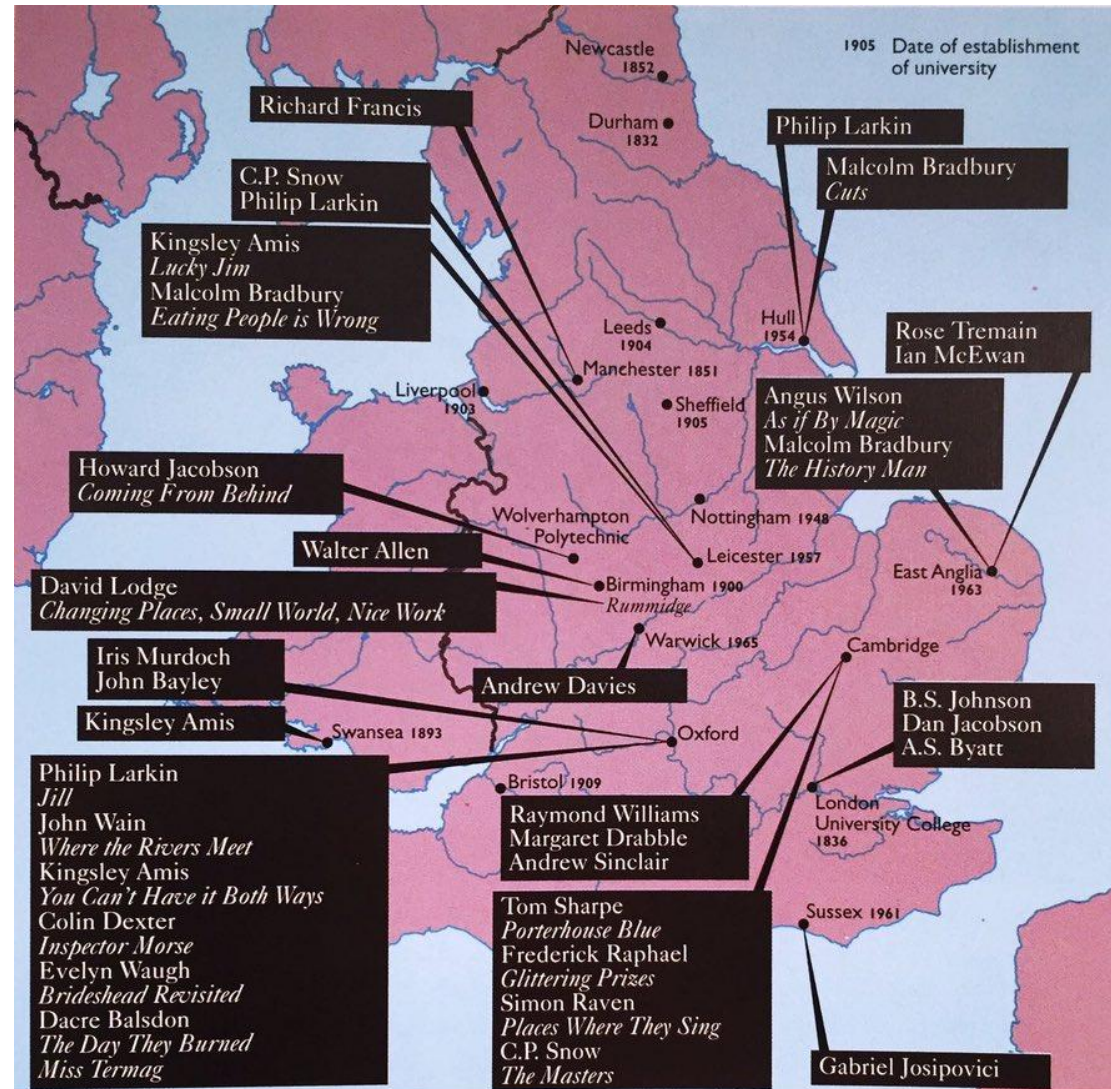 1905 Date of establishment
of university
Newcastle
1852
Richard Francis
Durham
1832
Philip Larkin
C.P. Snow
Philip Larkin
Malcolm Bradbury
Cuts
Kingsley Amis
Lucky Jim
Malcolm Bradbury
Eating People is Wrong
Leeds
1904
Hull
1954
Rose Tremain
Ian McEwan
Manchester 1851
Liverpool
1903
Sheffield
1905
Angus Wilson
As if By Magic
Malcolm Bradbury
The History Man
Howard Jacobson
Coming From Behind
Nottingham 1948
Wolverhampton
Polytechnic
Walter Allen
Leicester 1957
East Anglia
1963
David Lodge
Changing Places, Small World, Nice Work
Birmingham 1900
Rummidge
Warwick 1965
Cambridge
Iris Murdoch
John Bayley
Andrew Davies
Kingsley Amis
Swansea 1893
Oxford
B.S. Johnson
Dan Jacobson
A.S. Byatt
Philip Larkin
Jill
John Wain
Where the Rivers Meet
Kingsley Amis
You Can't Have it Both Ways
Colin Dexter
Inspector Morse
Evelyn Waugh
Brideshead Revisited
Dacre Balsdon
The Day They Burned
Miss Termag
Bristol 1909
Raymond Williams
Margaret Drabble
Andrew Sinclair
London
University College
1836
Tom Sharpe
Porterhouse Blue
Frederick Raphael
Glittering Prizes
Simon Raven
Places Where They Sing
C.P. Snow
The Masters
Sussex 1961
Gabriel Josipovici